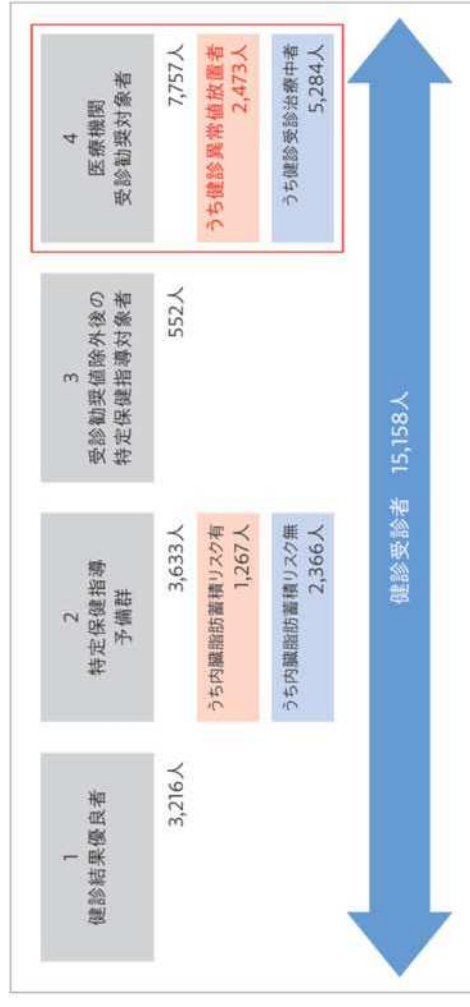 1
健診結果優良者
3,216人
2
特定保健指導
予備群
3,633人
うち内臓脂肪蓄積リスク有
1,267人
うち内臓脂肪蓄積リスク無
2,366人
3
受診勧奨値除外後の
特定保健指導対象者
552人
4
医療機関
受診勧奨対象者
7,757人
うち健診異常値放置者
2,473人
うち健診受診治療中者
5,284人
健診受診者 15,158人